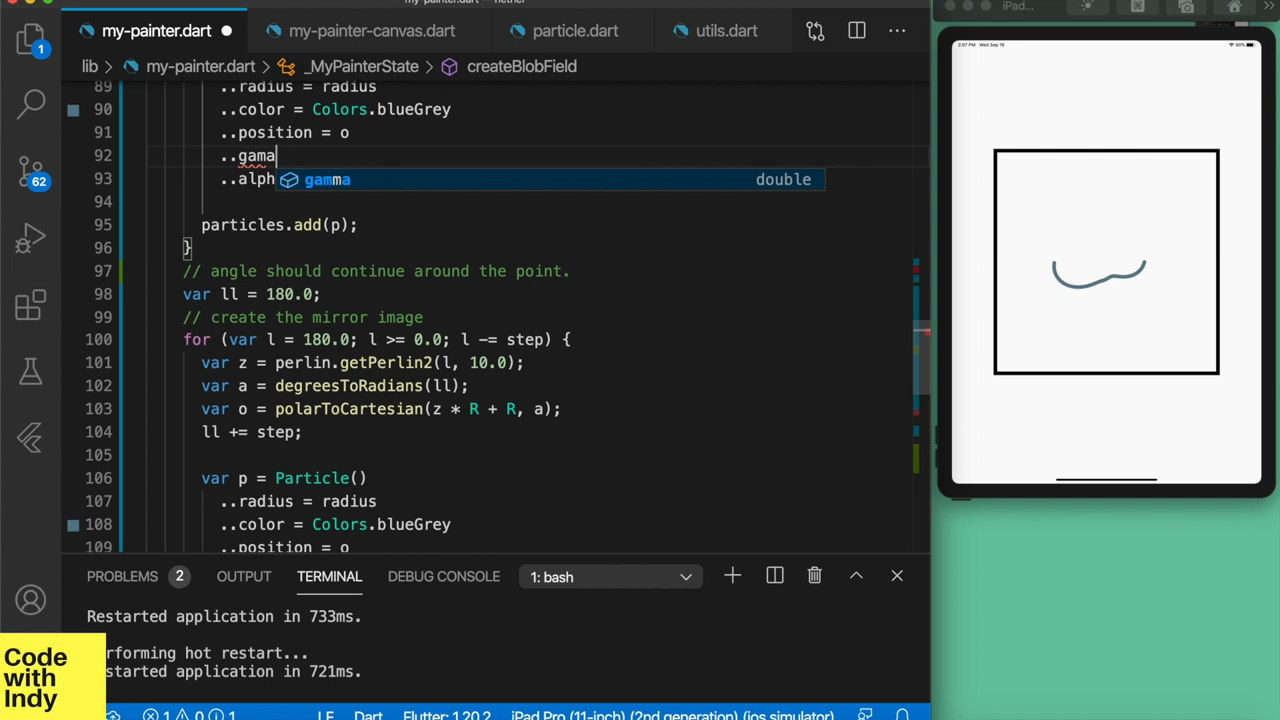 my-painter.dart — nether
my-painter.dart
my-painter-canvas.dart
particle.dart
utils.dart
iPad...
1
lib > my-painter.dart > _MyPainterState > createBlobField
2:07 PM Wed Sep 16
90%
89 ..radius = radius
90 ..color = Colors.blueGrey
91 ..position = o
92 ..gama
gamma double
93 ..alph
94
95 particles.add(p);
96 }
97 // angle should continue around the point.
98 var ll = 180.0;
99 // create the mirror image
100 for (var l = 180.0; l >= 0.0; l -= step) {
101 var z = perlin.getPerlin2(l, 10.0);
102 var a = degreesToRadians(ll);
103 var o = polarToCartesian(z * R + R, a);
104 ll += step;
105
106 var p = Particle()
107 ..radius = radius
108 ..color = Colors.blueGrey
109 ..position = o
62
PROBLEMS 2 OUTPUT TERMINAL DEBUG CONSOLE 1: bash
Restarted application in 733ms.
rforming hot restart...
started application in 721ms.
Code
with
Indy
1 0 1 LF Dart Flutter: 1.20.2 iPad Pro (11-inch) (2nd generation) (ios simulator)